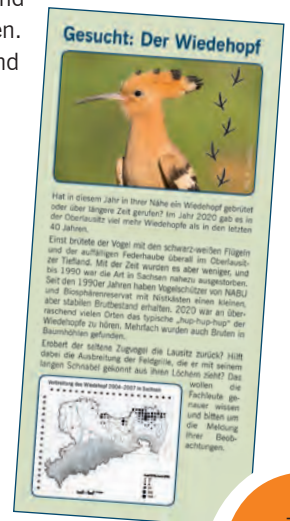 nd
en.
nd
Gesucht: Der Wiedehopf
Hat in diesem Jahr in Ihrer Nähe ein Wiedehopf gebrütet
oder über längere Zeit gerufen? Im Jahr 2020 gab es in
der Oberlausitz viel mehr Wiedehopfe als in den letzten
40 Jahren.
Einst brütete der Vogel mit den schwarz-weißen Flügeln
und der auffälligen Federhaube überall im Oberlausit-
zer Tiefland. Mit der Zeit wurden es aber weniger, und
bis 1990 war die Art in Sachsen nahezu ausgestorben.
Seit den 1990er Jahren haben Vogelschützer von NABU
und Biosphärenreservat mit Nistkästen einen kleinen,
aber stabilen Brutbestand erhalten. 2020 war an über-
raschend vielen Orten das typische „hup-hup-hup" der
Wiedehopfe zu hören. Mehrfach wurden auch Bruten in
Baumhöhlen gefunden.
Erobert der seltene Zugvogel die Lausitz zurück? Hilft
dabei die Ausbreitung der Feldgrille, die er mit seinem
langen Schnabel gekonnt aus ihren Löchern zieht? Das
wollen die
Fachleute ge-
nauer wissen
und bitten um
die Meldung
Ihrer Beob-
achtungen.
Verbreitung des Wiedehopf 2004-2007 in Sachsen